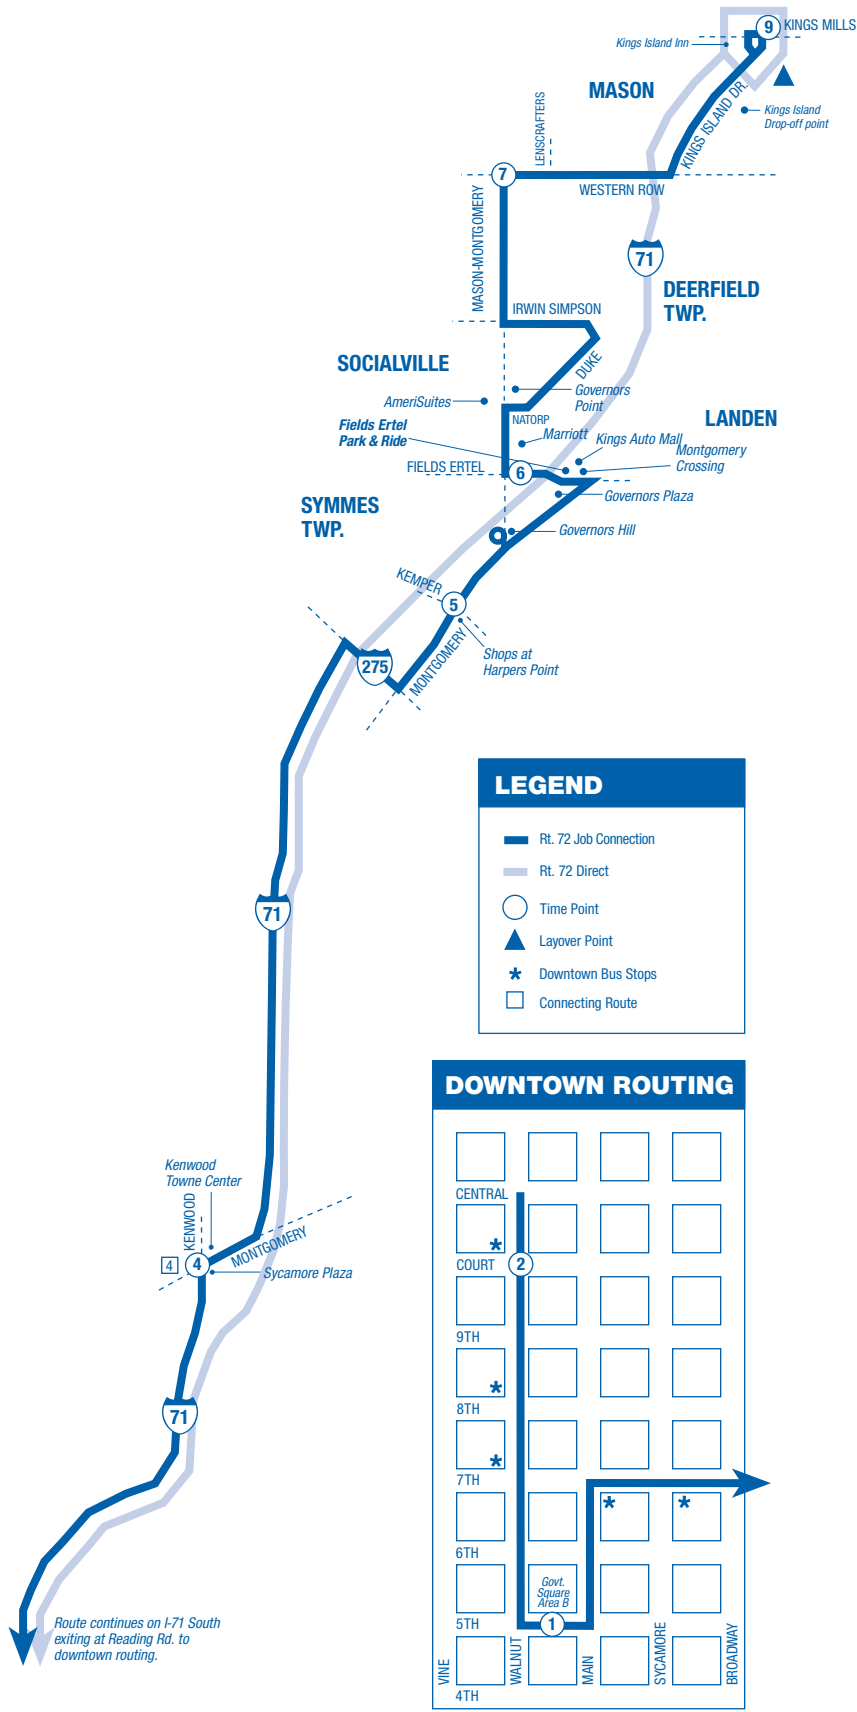 9
KINGS MILLS
Kings Island Inn
MASON
KINGS ISLAND DR.
Kings Island
Drop-off point
LENSCRAFTERS
7
WESTERN ROW
MASON-MONTGOMERY
71
DEERFIELD
TWP.
IRWIN SIMPSON
SOCIALVILLE
DUKE
Governors
Point
AmeriSuites
NATORP
LANDEN
Fields Ertel
Park & Ride
Marriott
Kings Auto Mall
Montgomery
Crossing
FIELDS ERTEL
6
Governors Plaza
SYMMES
TWP.
Governors Hill
KEMPER
5
MONTGOMERY
Shops at
Harpers Point
275
LEGEND
Rt. 72 Job Connection
Rt. 72 Direct
Time Point
Layover Point
* Downtown Bus Stops
Connecting Route
71
Kenwood
Towne Center
KENWOOD
MONTGOMERY
4
4
Sycamore Plaza
71
Route continues on I-71 South
exiting at Reading Rd. to
downtown routing.
DOWNTOWN ROUTING
CENTRAL
*
COURT
2
9TH
*
8TH
*
7TH
* *
6TH
Govt.
Square
Area B
5TH
1
VINE
WALNUT
MAIN
SYCAMORE
BROADWAY
4TH